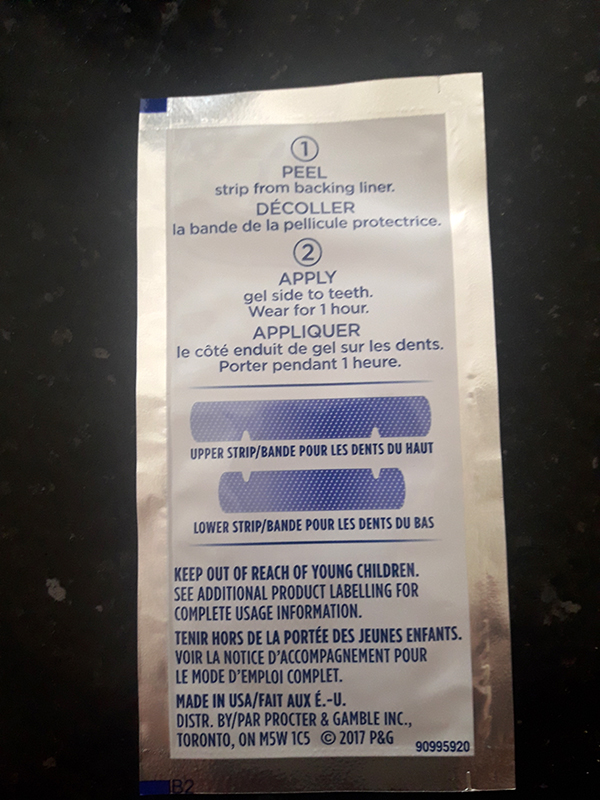 1
PEEL
strip from backing liner.
DÉCOLLER
la bande de la pellicule protectrice.
2
APPLY
gel side to teeth.
Wear for 1 hour.
APPLIQUER
le côté enduit de gel sur les dents.
Porter pendant 1 heure.
UPPER STRIP/BANDE POUR LES DENTS DU HAUT
LOWER STRIP/BANDE POUR LES DENTS DU BAS
KEEP OUT OF REACH OF YOUNG CHILDREN.
SEE ADDITIONAL PRODUCT LABELLING FOR
COMPLETE USAGE INFORMATION.
TENIR HORS DE LA PORTÉE DES JEUNES ENFANTS.
VOIR LA NOTICE D'ACCOMPAGNEMENT POUR
LE MODE D'EMPLOI COMPLET.
MADE IN USA/FAIT AUX É.-U.
DISTR. BY/PAR PROCTER & GAMBLE INC.,
TORONTO, ON M5W 1C5 © 2017 P&G
90995920
B2